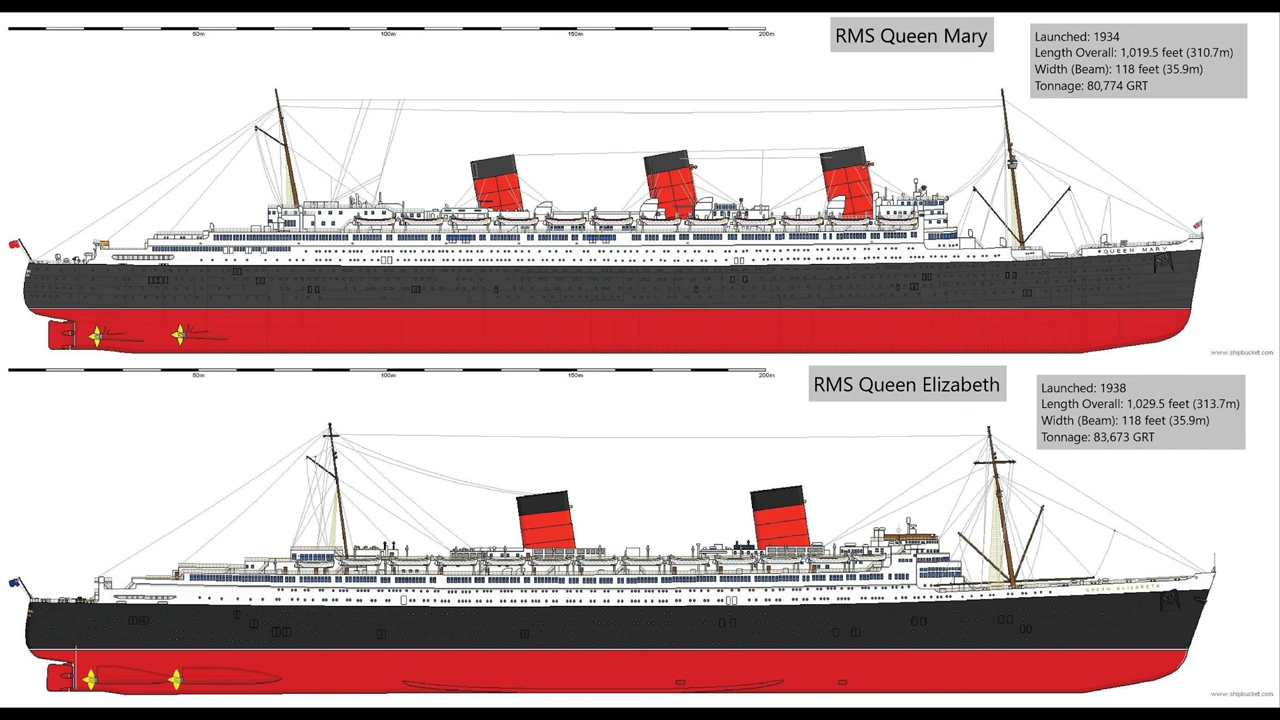 50m 100m 150m 200m
RMS Queen Mary
Launched: 1934
Length Overall: 1,019.5 feet (310.7m)
Width (Beam): 118 feet (35.9m)
Tonnage: 80,774 GRT
QUEEN MARY
www.shipbucket.com
50m 100m 150m 200m
RMS Queen Elizabeth
Launched: 1938
Length Overall: 1,029.5 feet (313.7m)
Width (Beam): 118 feet (35.9m)
Tonnage: 83,673 GRT
QUEEN ELIZABETH
www.shipbucket.com